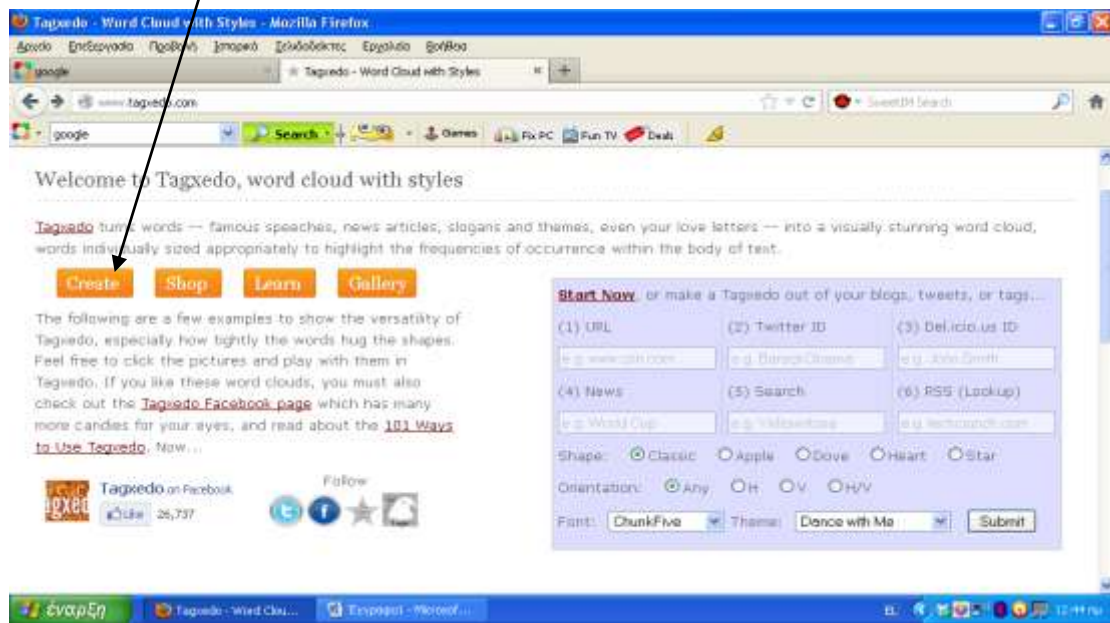 Tagxedo - Word Cloud with Styles - Mozilla Firefox
Αρχείο Επεξεργασία Προβολή Ιστορικό Σελιδοδείκτες Εργαλεία Βοήθεια
google Tagxedo - Word Cloud with Styles
www.tagxedo.com SweetIM Search
google Search Games Fix PC Fun TV Deals
Welcome to Tagxedo, word cloud with styles
Tagxedo turns words — famous speeches, news articles, slogans and themes, even your love letters — into a visually stunning word cloud,
words individually sized appropriately to highlight the frequencies of occurrence within the body of text.
Create Shop Learn Gallery
The following are a few examples to show the versatility of
Tagxedo, especially how tightly the words hug the shapes.
Feel free to click the pictures and play with them in
Tagxedo. If you like these word clouds, you must also
check out the Tagxedo Facebook page which has many
more candies for your eyes, and read about the 101 Ways
to Use Tagxedo. Now...
Tagxedo on Facebook
Like 26,737
Follow
Start Now, or make a Tagxedo out of your blogs, tweets, or tags...
(1) URL (2) Twitter ID (3) Del.icio.us ID
e.g. www.cnn.com e.g. BarackObama e.g. John.Smith
(4) News (5) Search (6) RSS (Lookup)
e.g. World Cup e.g. techcrunch.com
Shape: Classic Apple Dove Heart Star
Orientation: Any H V H/V
Font: ChunkFive Theme: Dance with Me Submit
έναρξη Tagxedo - Word Clou... Έγγραφο1 - Microsof... EL 12:44 πμ